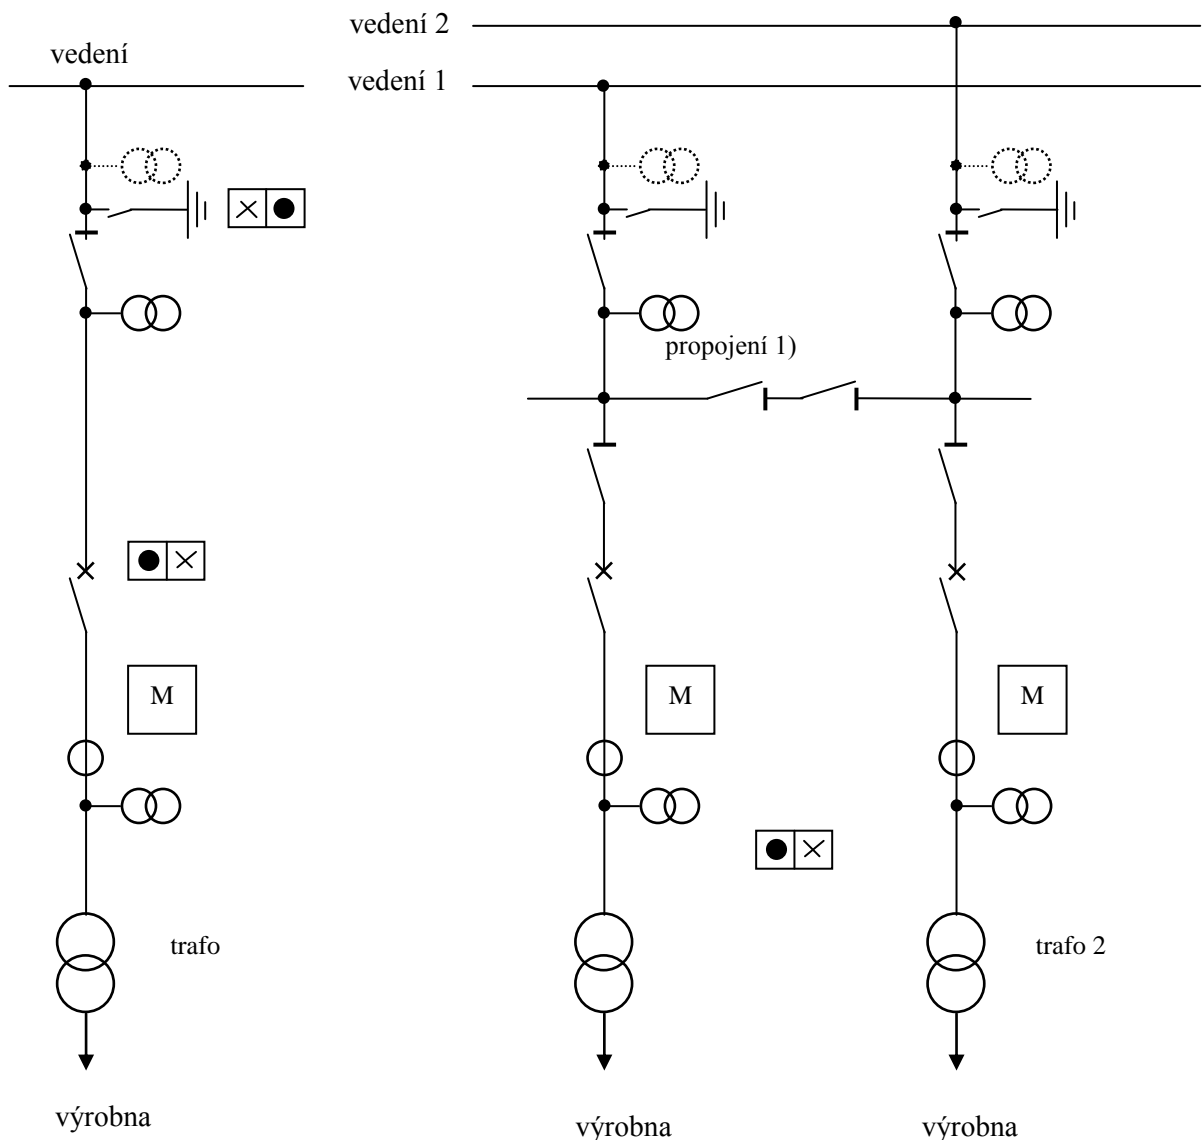 vedení 2
vedení
vedení 1
propojení 1)
M
M
M
trafo
trafo 2
výrobna
výrobna
výrobna